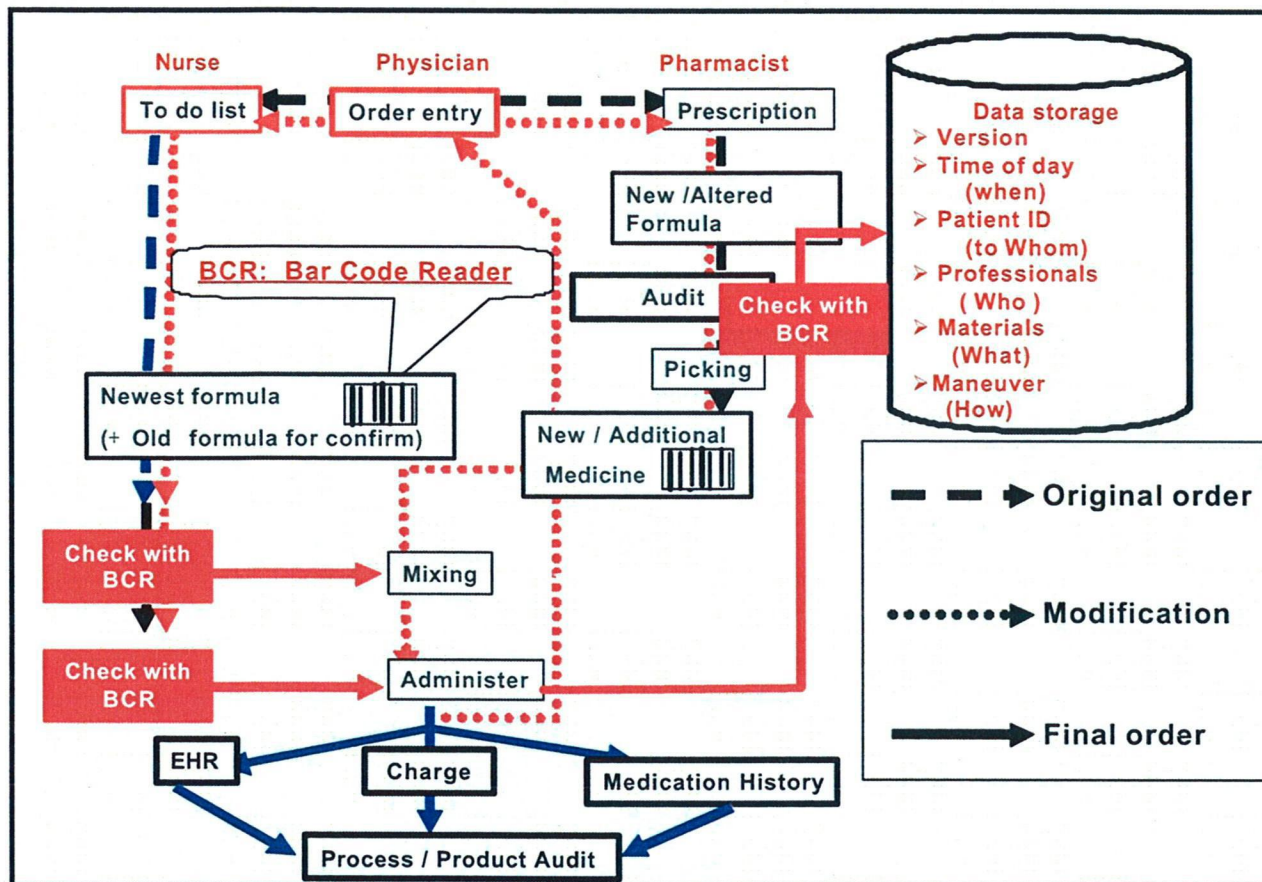 Nurse
Physician
Pharmacist
To do list
Order entry
Prescription
New /Altered
Formula
BCR:  Bar Code Reader
Audit
Check with
BCR
Picking
Newest formula
(+ Old formula for confirm)
New / Additional
Medicine
Check with
BCR
Mixing
Check with
BCR
Administer
EHR
Charge
Medication History
Process / Product Audit
Data storage
➢ Version
➢ Time of day
(when)
➢ Patient ID
(to Whom)
➢ Professionals
( Who )
➢ Materials
(What)
➢ Maneuver
(How)
Original order
Modification
Final order